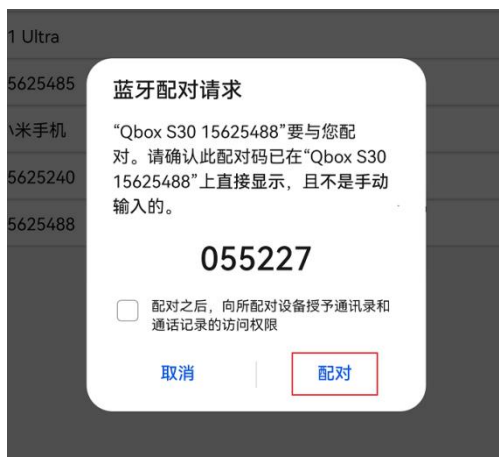 1 Ultra
5625485
小米手机
5625240
5625488
蓝牙配对请求
“Qbox S30 15625488”要与您配
对。请确认此配对码已在“Qbox S30
15625488”上直接显示，且不是手动
输入的。
055227
配对之后，向所配对设备授予通讯录和
通话记录的访问权限
取消
配对